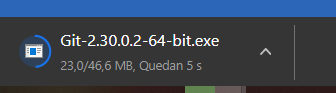 Git-2.30.0.2-64-bit.exe
23,0/46,6 MB, Quedan 5 s